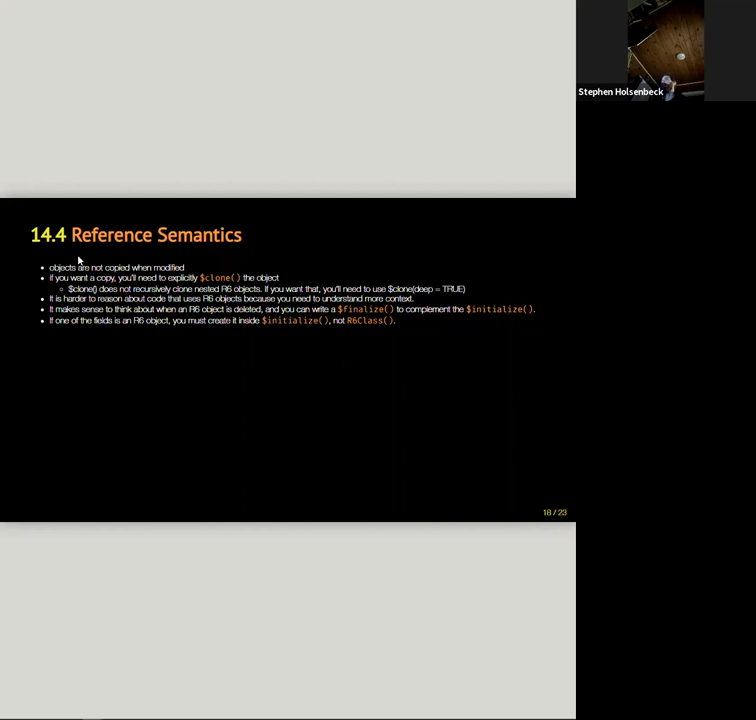 Stephen Holsenbeck
14.4 Reference Semantics
objects are not copied when modified
if you want a copy, you'll need to explicitly $clone() the object
$clone() does not recursively clone nested R6 objects. If you want that, you'll need to use $clone(deep = TRUE)
It is harder to reason about code that uses R6 objects because you need to understand more context.
It makes sense to think about when an R6 object is deleted, and you can write a $finalize() to complement the $initialize().
If one of the fields is an R6 object, you must create it inside $initialize(), not R6Class().
18 / 23